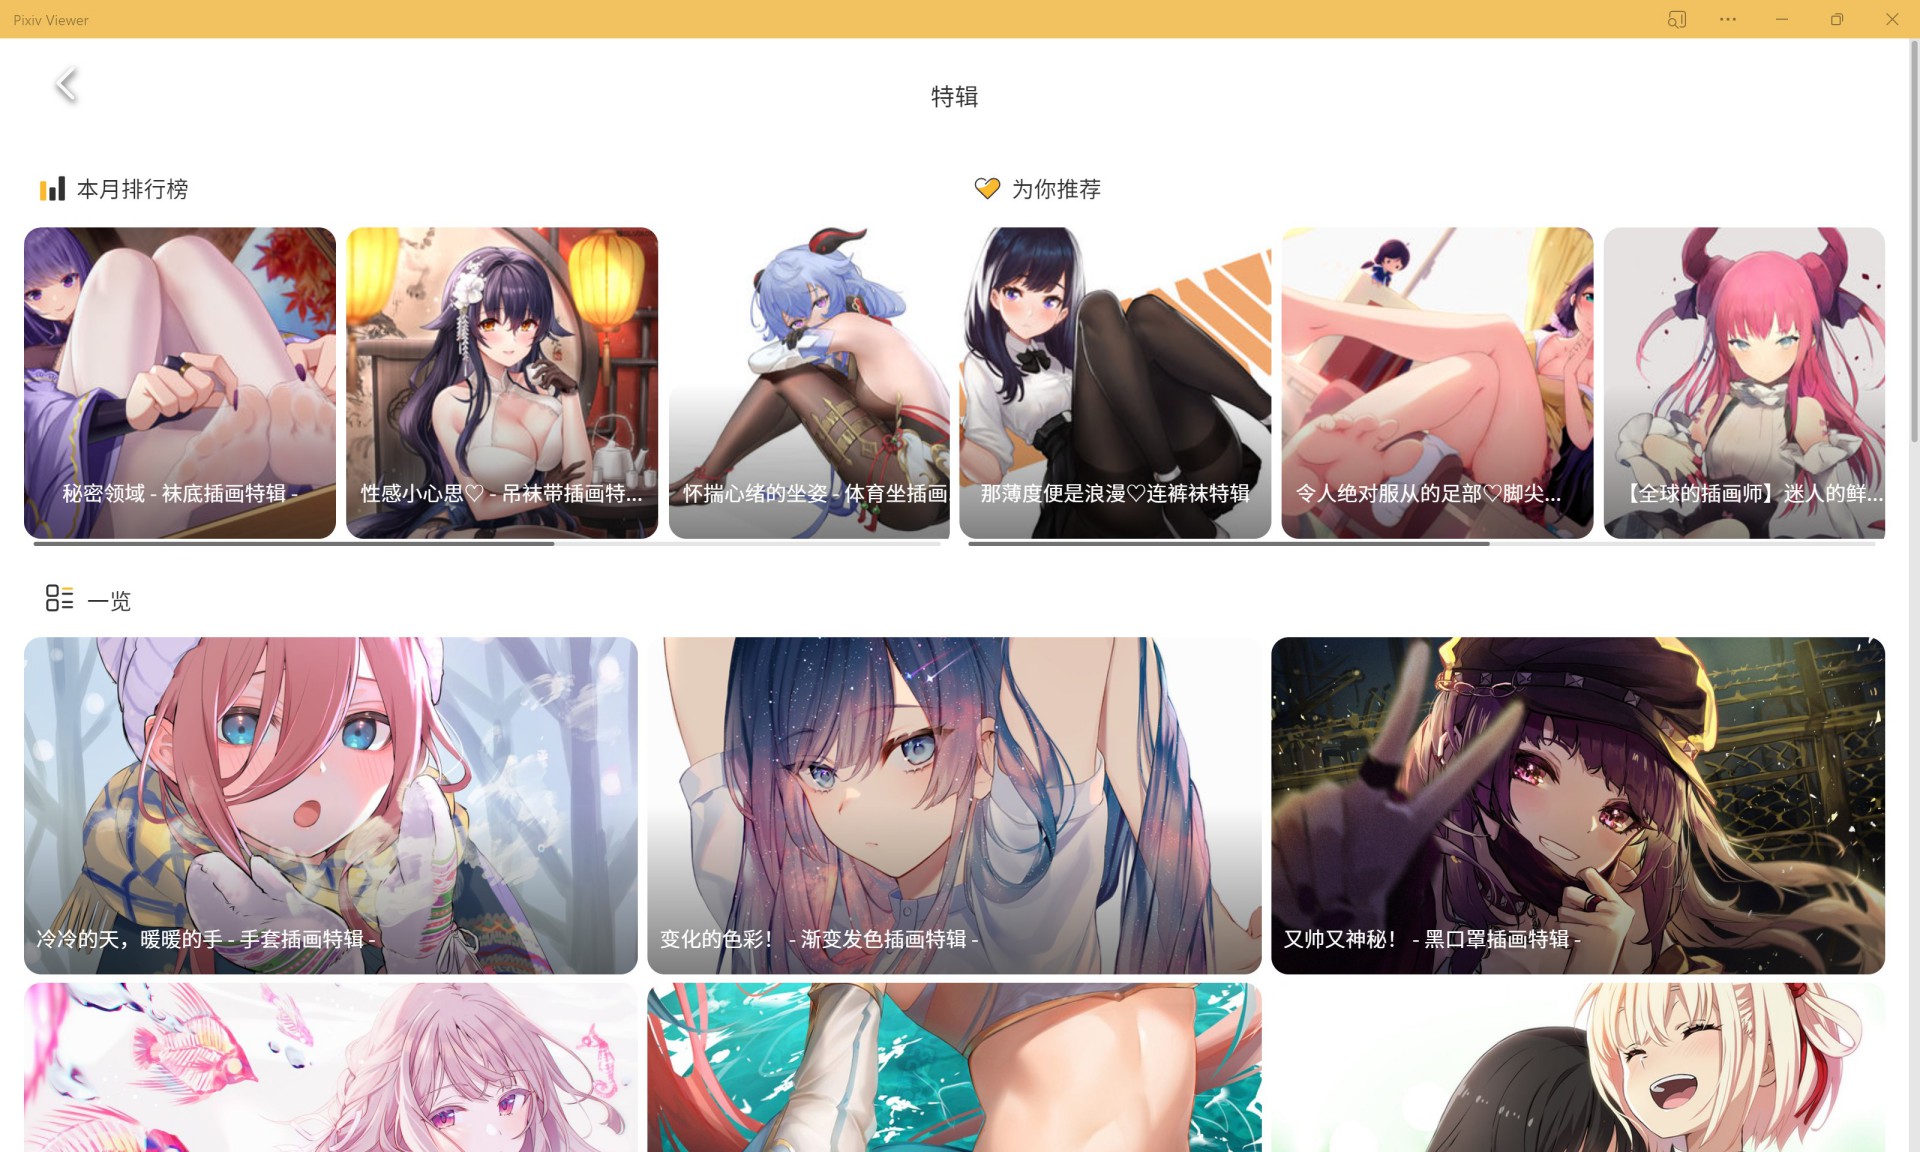 Pixiv Viewer
特辑
本月排行榜
为你推荐
秘密领域 - 袜底插画特辑 -
性感小心思♡ - 吊袜带插画特...
怀揣心绪的坐姿 - 体育坐插画
那薄度便是浪漫♡连裤袜特辑
令人绝对服从的足部♡脚尖...
【全球的插画师】迷人的鲜...
一览
冷冷的天，暖暖的手 - 手套插画特辑 -
变化的色彩！ - 渐变发色插画特辑 -
又帅又神秘！ - 黑口罩插画特辑 -